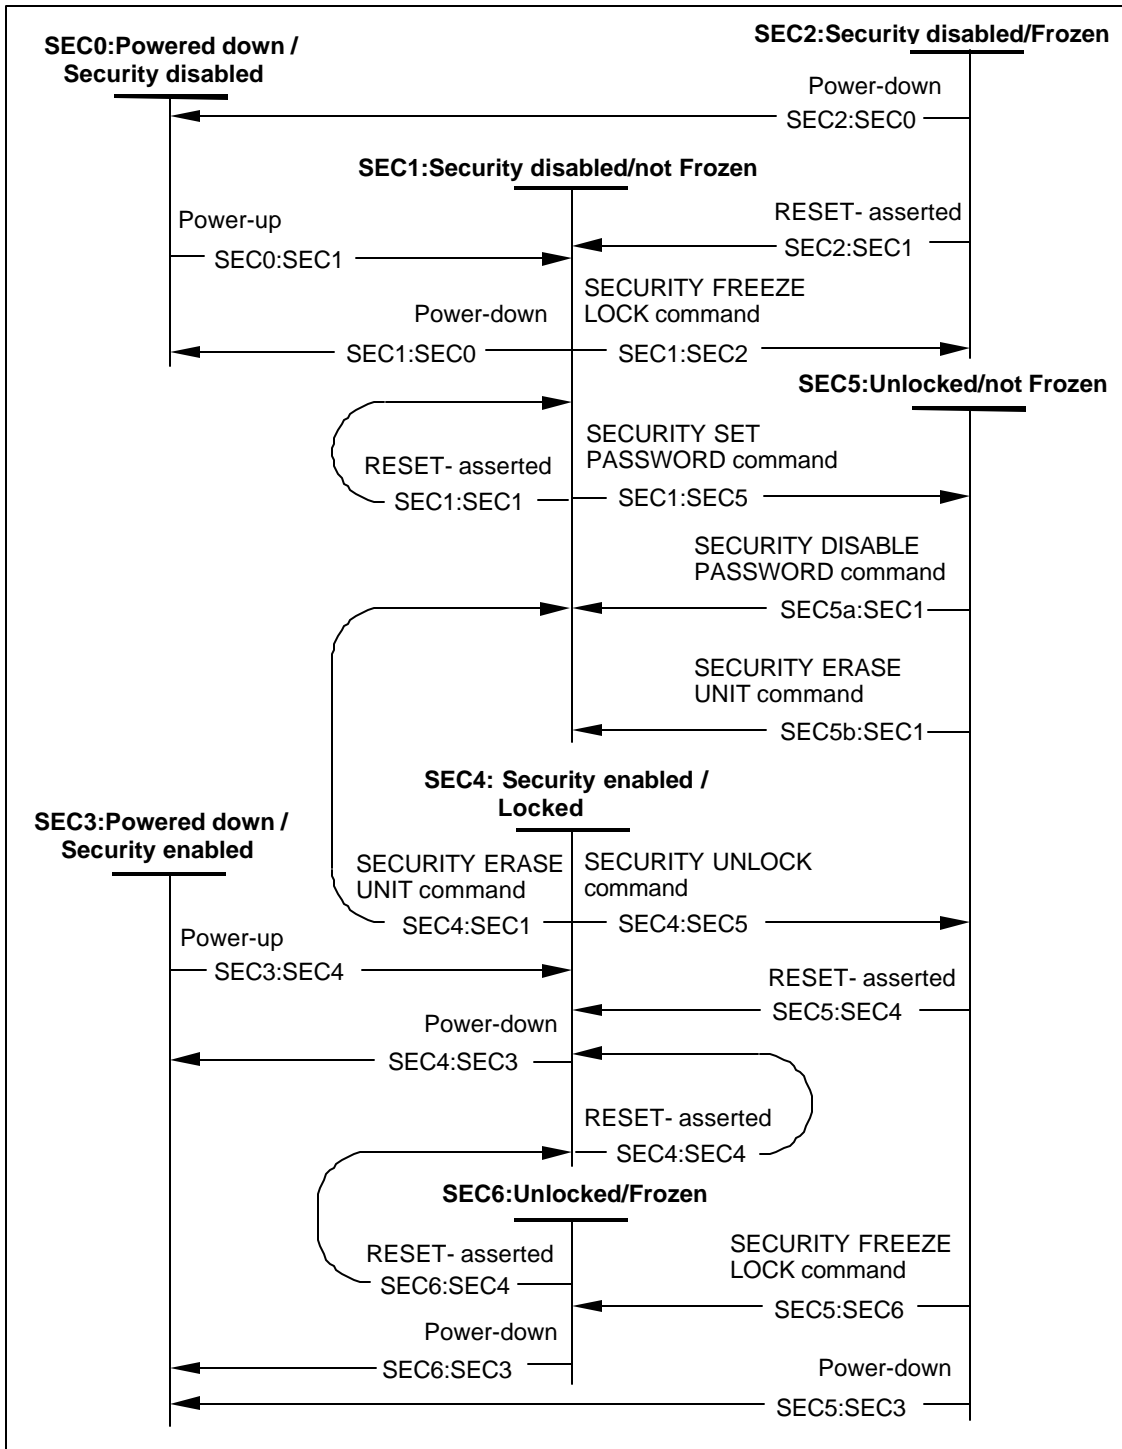 SEC0:Powered down /
Security disabled
SEC2:Security disabled/Frozen
Power-down
SEC2:SEC0
SEC1:Security disabled/not Frozen
Power-up
SEC0:SEC1
RESET- asserted
SEC2:SEC1
Power-down
SEC1:SEC0
SECURITY FREEZE
LOCK command
SEC1:SEC2
SEC5:Unlocked/not Frozen
RESET- asserted
SEC1:SEC1
SECURITY SET
PASSWORD command
SEC1:SEC5
SECURITY DISABLE
PASSWORD command
SEC5a:SEC1
SECURITY ERASE
UNIT command
SEC5b:SEC1
SEC4: Security enabled /
Locked
SEC3:Powered down /
Security enabled
SECURITY ERASE
UNIT command
SEC4:SEC1
SECURITY UNLOCK
command
SEC4:SEC5
Power-up
SEC3:SEC4
RESET- asserted
SEC5:SEC4
Power-down
SEC4:SEC3
RESET- asserted
SEC4:SEC4
SEC6:Unlocked/Frozen
RESET- asserted
SEC6:SEC4
SECURITY FREEZE
LOCK command
SEC5:SEC6
Power-down
SEC6:SEC3
Power-down
SEC5:SEC3